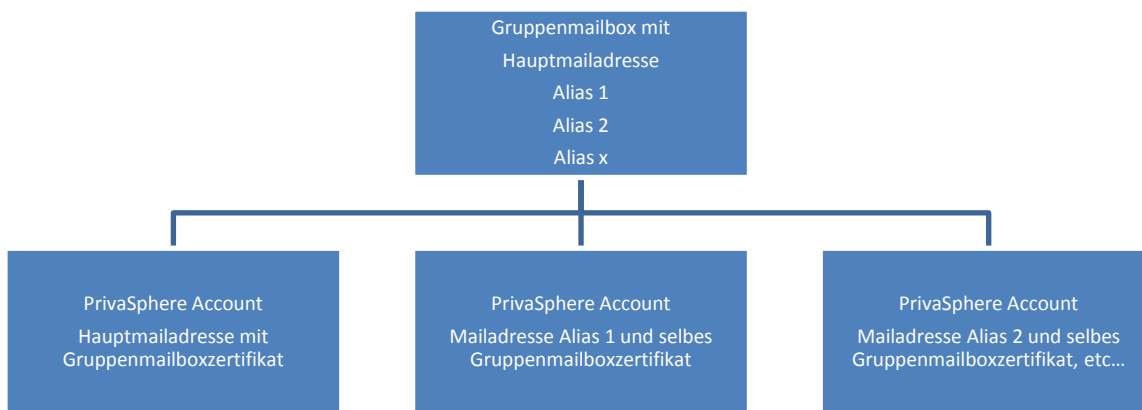 Gruppenmailbox mit
Hauptmailadresse
Alias 1
Alias 2
Alias x
PrivaSphere Account
Hauptmailadresse mit
Gruppenmailboxzertifikat
PrivaSphere Account
Mailadresse Alias 1 und selbes
Gruppenmailboxzertifikat
PrivaSphere Account
Mailadresse Alias 2 und selbes
Gruppenmailboxzertifikat, etc...